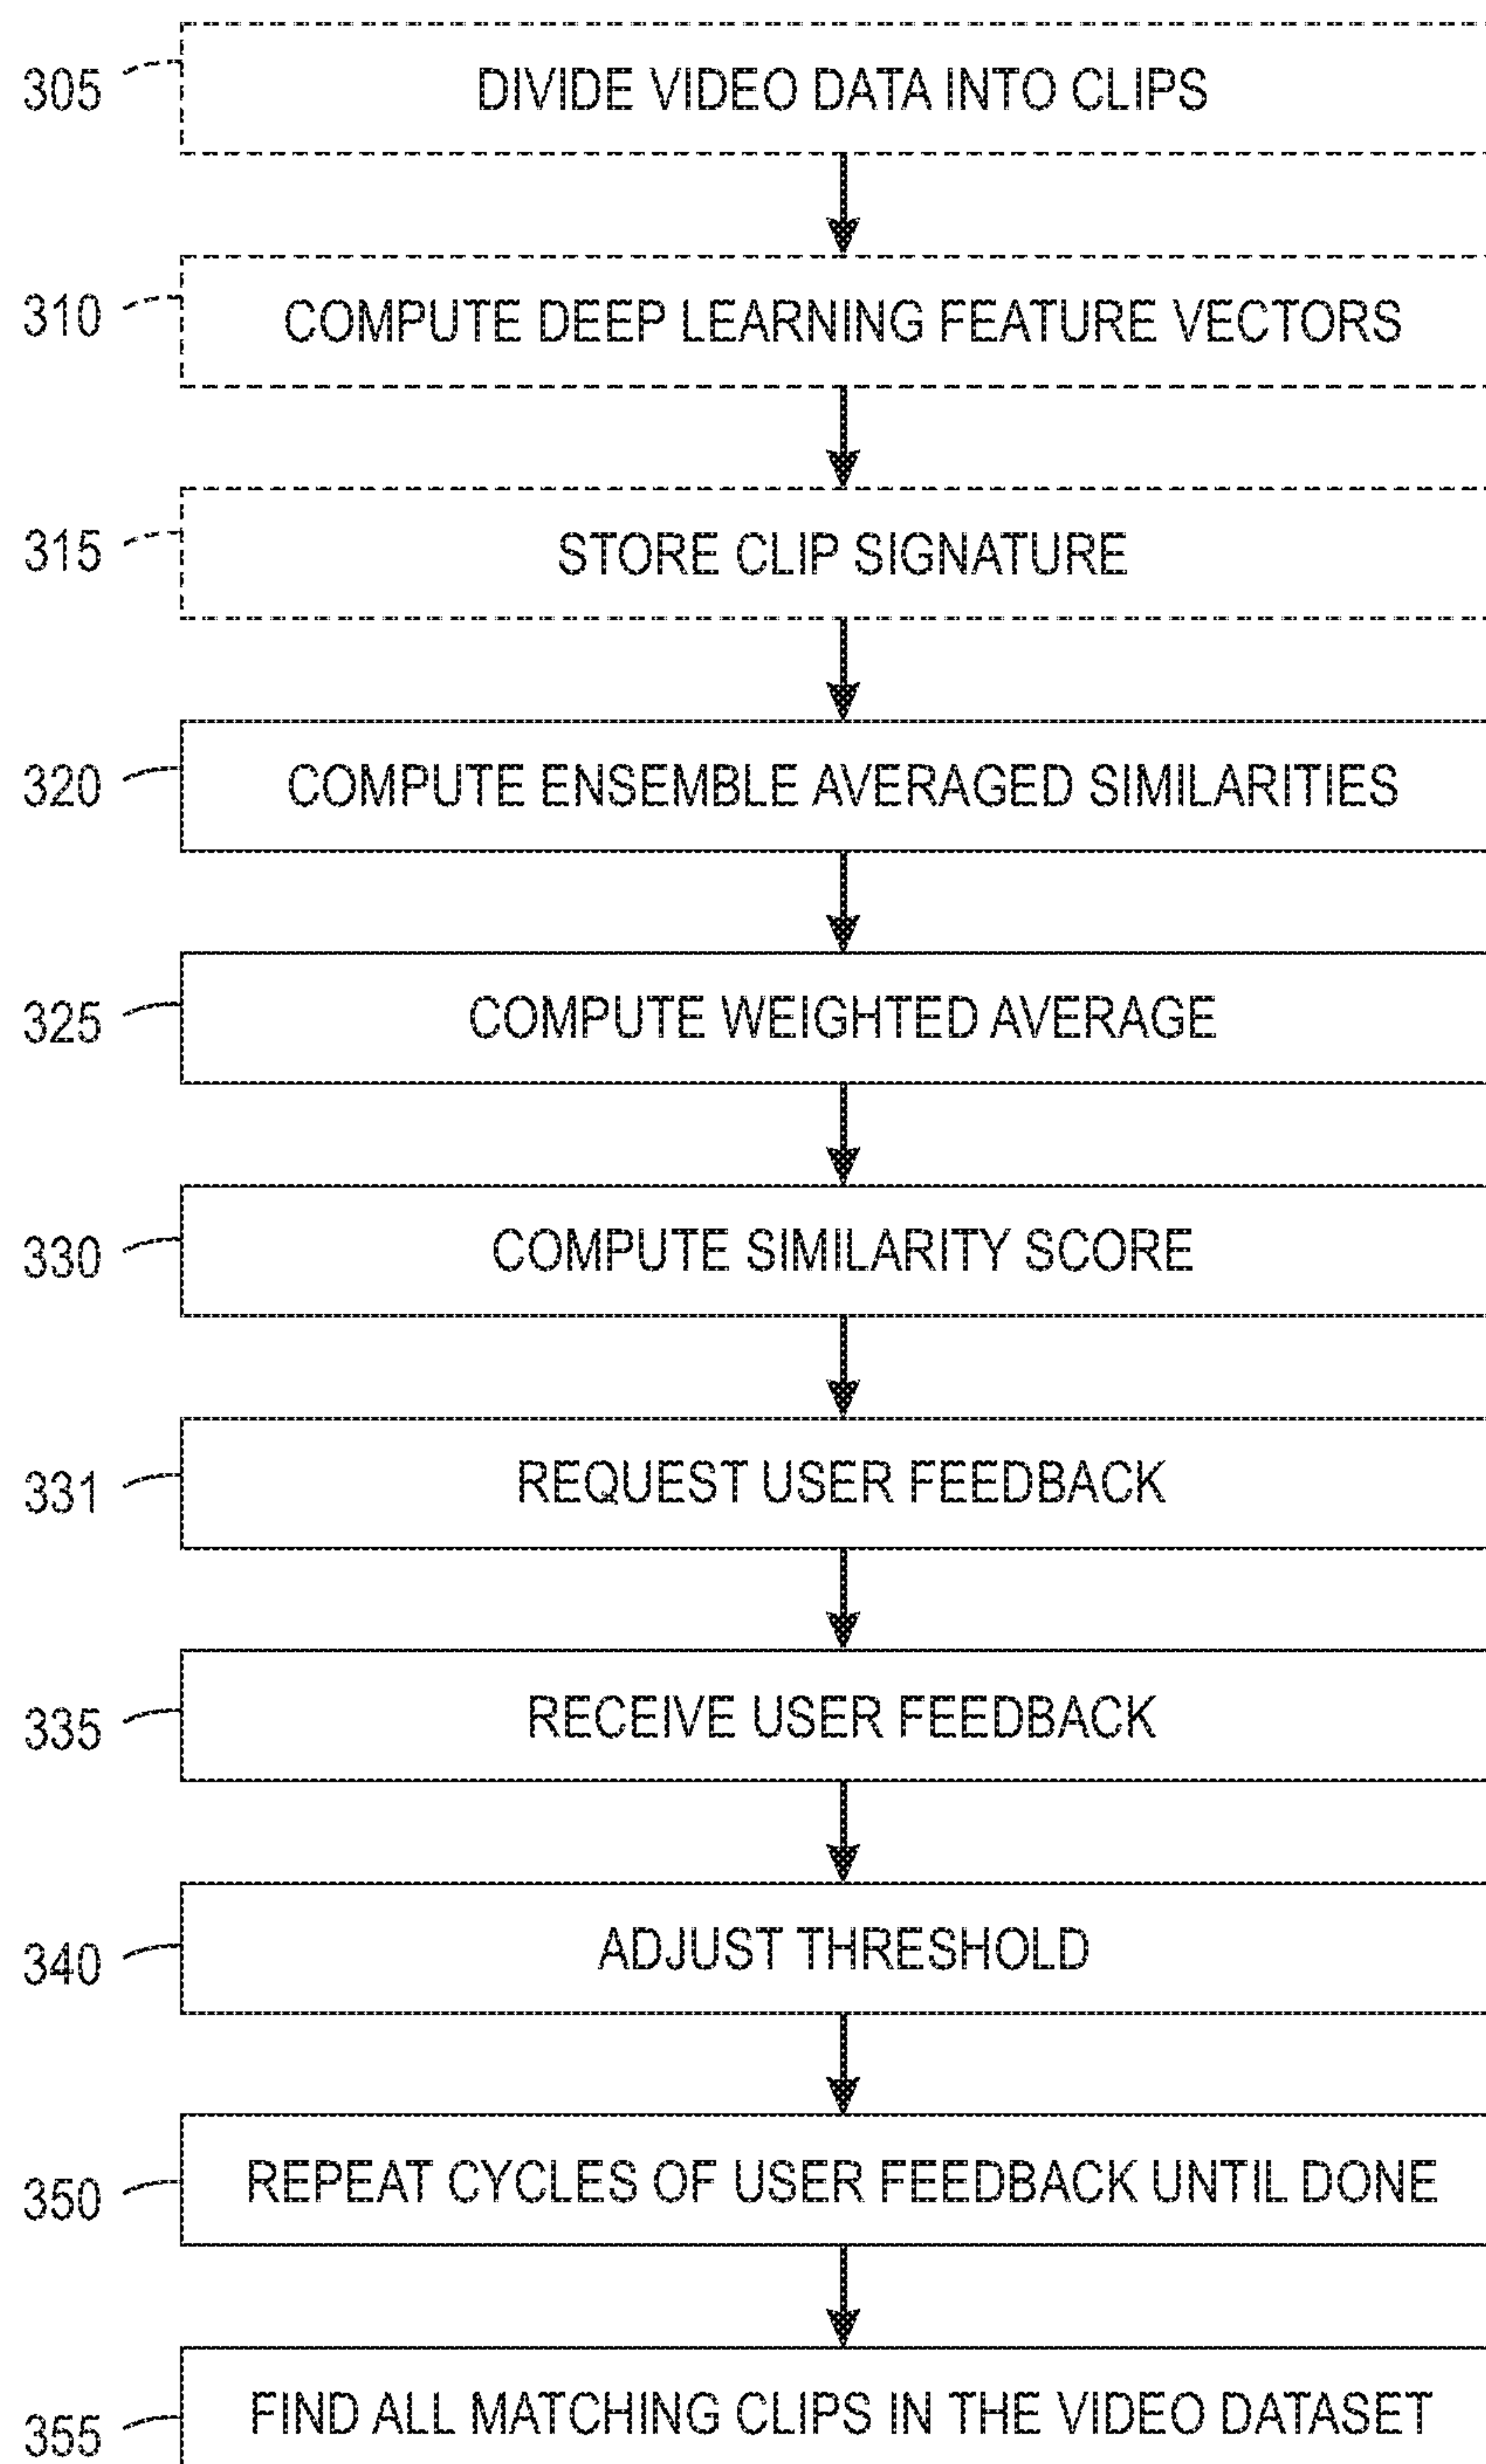 305 DIVIDE VIDEO DATA INTO CLIPS
310 COMPUTE DEEP LEARNING FEATURE VECTORS
315 STORE CLIP SIGNATURE
320 COMPUTE ENSEMBLE AVERAGED SIMILARITIES
325 COMPUTE WEIGHTED AVERAGE
330 COMPUTE SIMILARITY SCORE
331 REQUEST USER FEEDBACK
335 RECEIVE USER FEEDBACK
340 ADJUST THRESHOLD
350 REPEAT CYCLES OF USER FEEDBACK UNTIL DONE
355 FIND ALL MATCHING CLIPS IN THE VIDEO DATASET